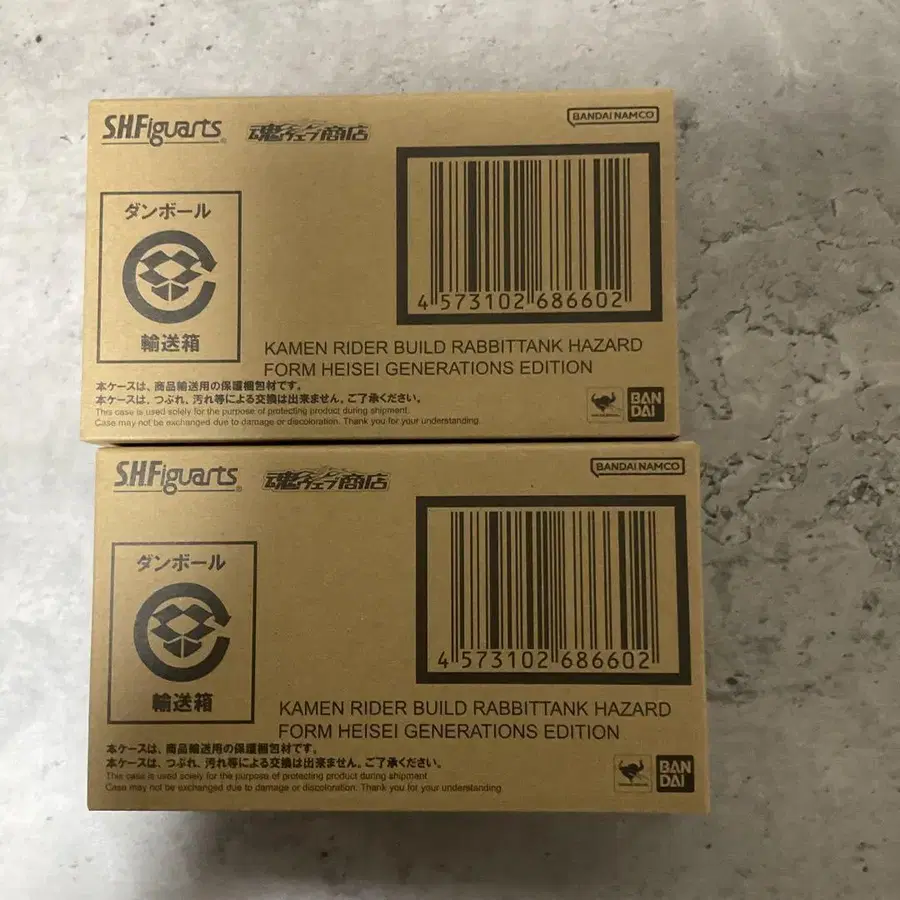 S.H.Figuarts 魂ウェブ商店 BANDAI NAMCO
ダンボール
輸送箱
4 573102 686602
KAMEN RIDER BUILD RABBITTANK HAZARD
FORM HEISEI GENERATIONS EDITION
本ケースは、商品輸送用の保護梱包材です。
本ケースは、つぶれ、汚れ等による交換は出来ません。ご了承ください。
This case is used solely for the purpose of protecting product during shipment.
Case may not be exchanged due to damage or discoloration. Thank you for your understanding.
BAN
DAI
S.H.Figuarts 魂ウェブ商店 BANDAI NAMCO
ダンボール
輸送箱
4 573102 686602
KAMEN RIDER BUILD RABBITTANK HAZARD
FORM HEISEI GENERATIONS EDITION
本ケースは、商品輸送用の保護梱包材です。
本ケースは、つぶれ、汚れ等による交換は出来ません。ご了承ください。
This case is used solely for the purpose of protecting product during shipment.
Case may not be exchanged due to damage or discoloration. Thank you for your understanding.
BAN
DAI